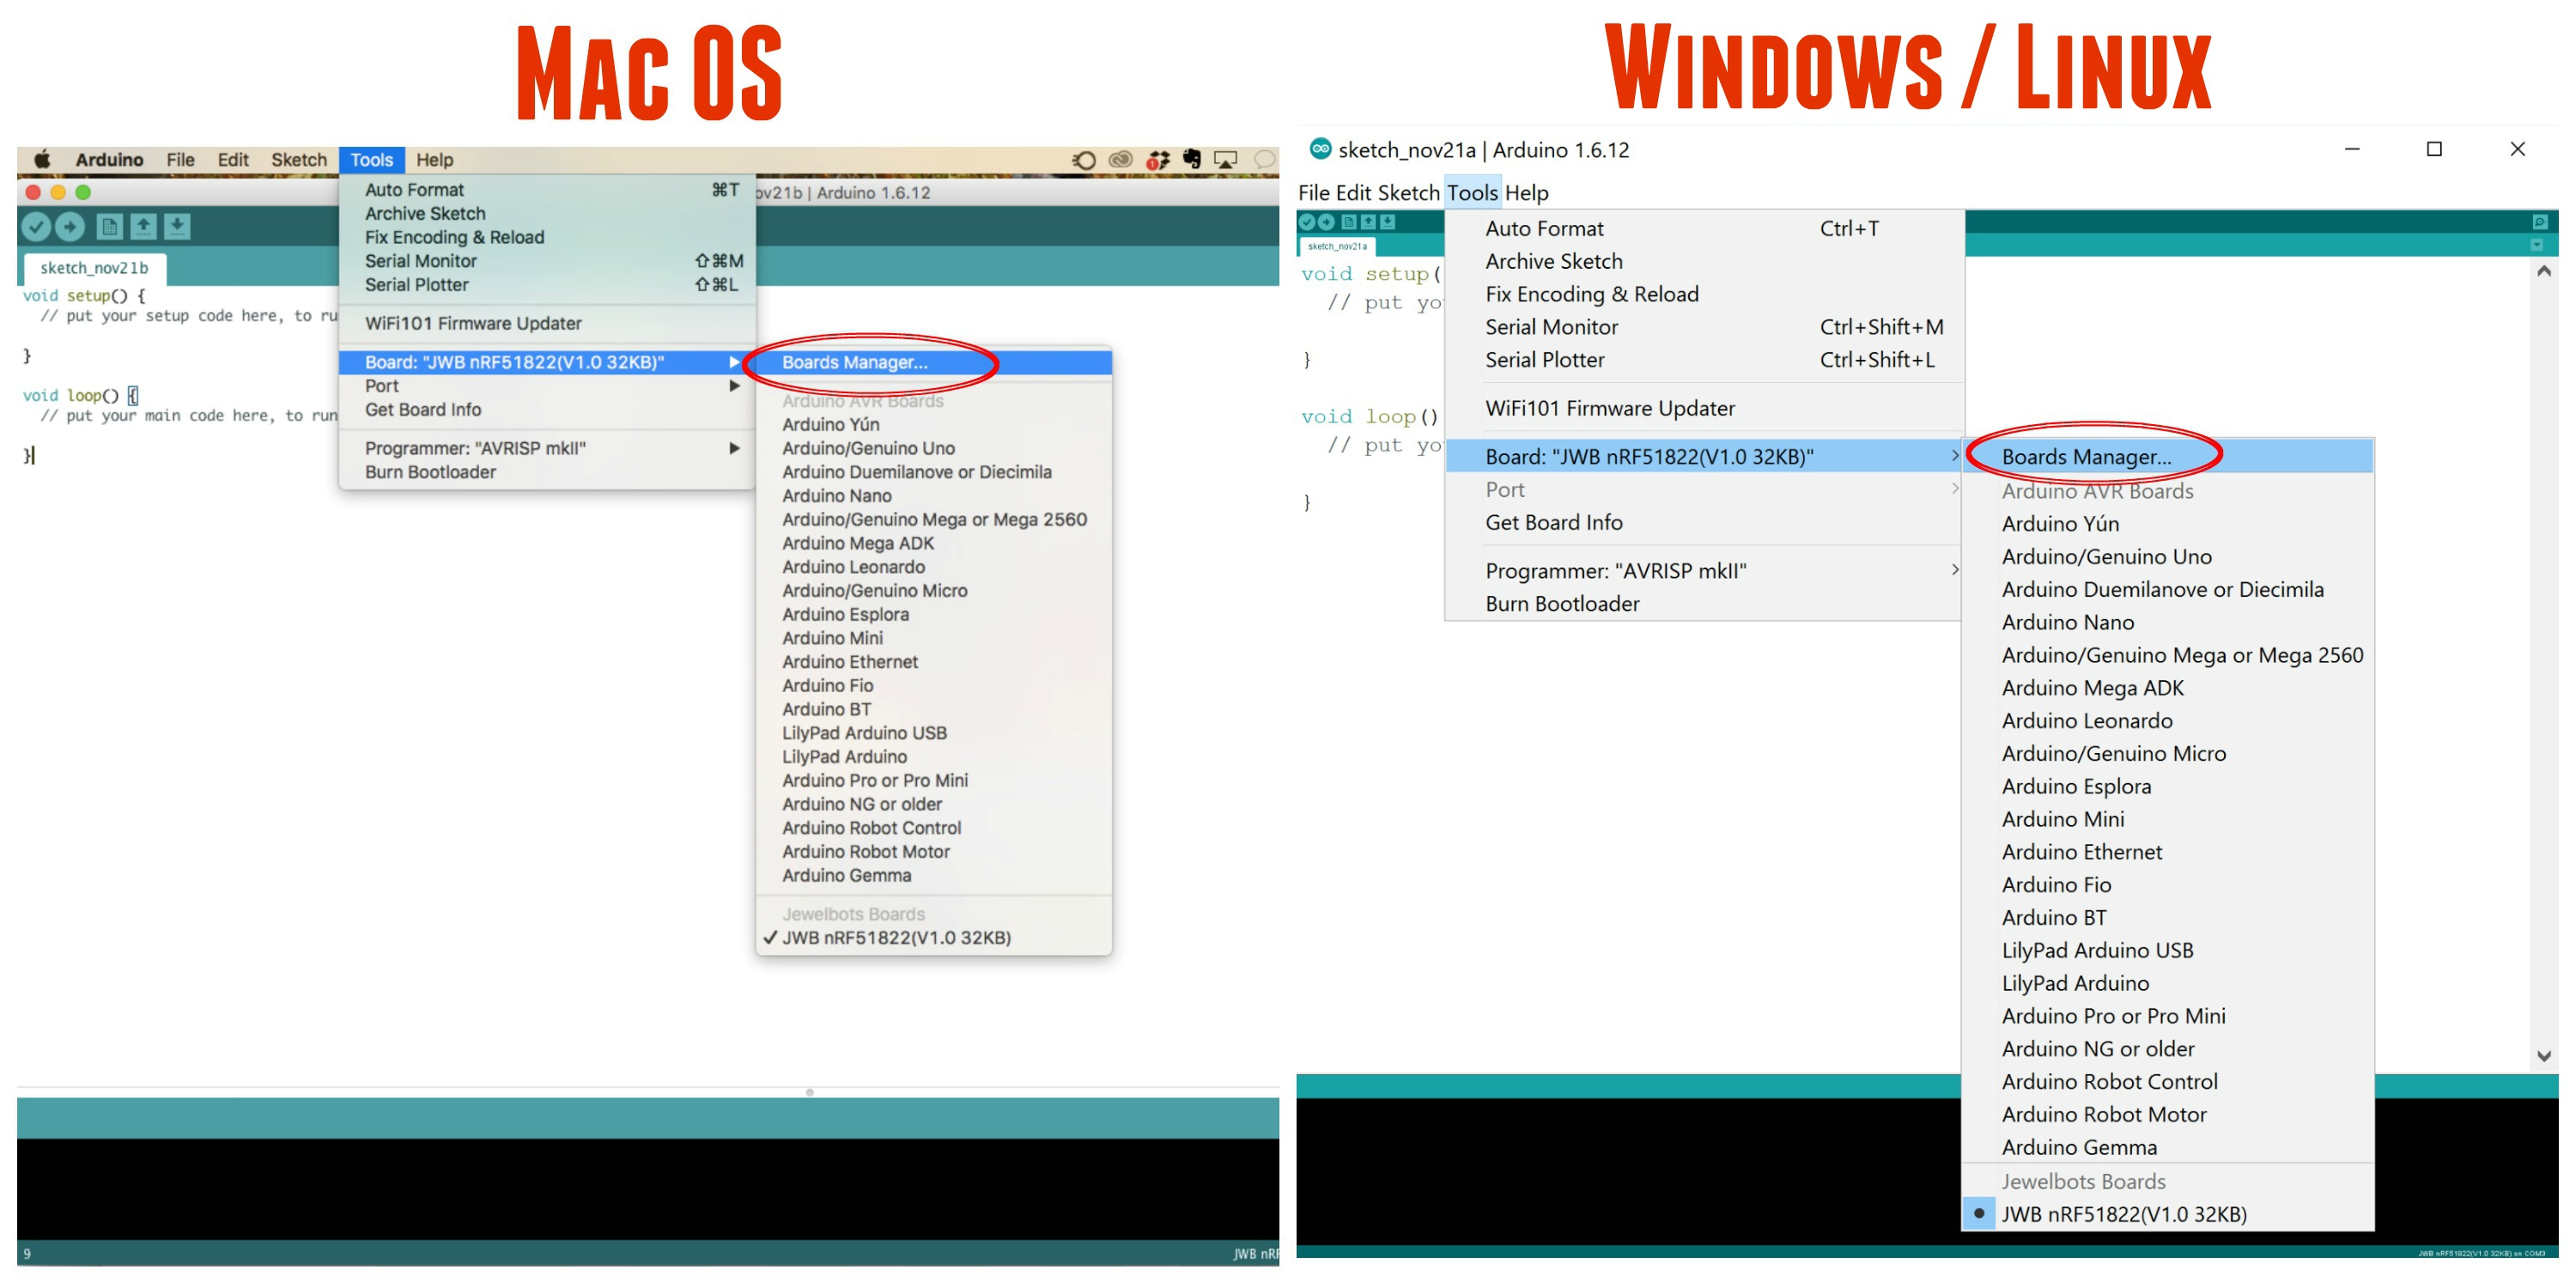 MAC OS
Arduino File Edit Sketch Tools Help
ov21b | Arduino 1.6.12
sketch_nov21b
void setup() {
// put your setup code here, to ru
}
void loop() {
// put your main code here, to run
}
Auto Format ⌘T
Archive Sketch
Fix Encoding & Reload
Serial Monitor ⇧⌘M
Serial Plotter ⇧⌘L
WiFi101 Firmware Updater
Board: "JWB nRF51822(V1.0 32KB)"
Port
Get Board Info
Programmer: "AVRISP mkII"
Burn Bootloader
Boards Manager...
Arduino AVR Boards
Arduino Yún
Arduino/Genuino Uno
Arduino Duemilanove or Diecimila
Arduino Nano
Arduino/Genuino Mega or Mega 2560
Arduino Mega ADK
Arduino Leonardo
Arduino/Genuino Micro
Arduino Esplora
Arduino Mini
Arduino Ethernet
Arduino Fio
Arduino BT
LilyPad Arduino USB
LilyPad Arduino
Arduino Pro or Pro Mini
Arduino NG or older
Arduino Robot Control
Arduino Robot Motor
Arduino Gemma
Jewelbots Boards
✓ JWB nRF51822(V1.0 32KB)
9
JWB nRF
WINDOWS / LINUX
sketch_nov21a | Arduino 1.6.12
File Edit Sketch Tools Help
sketch_nov21a
void setup(
// put yo
}
void loop()
// put yo
}
Auto Format Ctrl+T
Archive Sketch
Fix Encoding & Reload
Serial Monitor Ctrl+Shift+M
Serial Plotter Ctrl+Shift+L
WiFi101 Firmware Updater
Board: "JWB nRF51822(V1.0 32KB)"
Port
Get Board Info
Programmer: "AVRISP mkII"
Burn Bootloader
Boards Manager...
Arduino AVR Boards
Arduino Yún
Arduino/Genuino Uno
Arduino Duemilanove or Diecimila
Arduino Nano
Arduino/Genuino Mega or Mega 2560
Arduino Mega ADK
Arduino Leonardo
Arduino/Genuino Micro
Arduino Esplora
Arduino Mini
Arduino Ethernet
Arduino Fio
Arduino BT
LilyPad Arduino USB
LilyPad Arduino
Arduino Pro or Pro Mini
Arduino NG or older
Arduino Robot Control
Arduino Robot Motor
Arduino Gemma
Jewelbots Boards
JWB nRF51822(V1.0 32KB)
JWB nRF51822(V1.0 32KB) on COM3